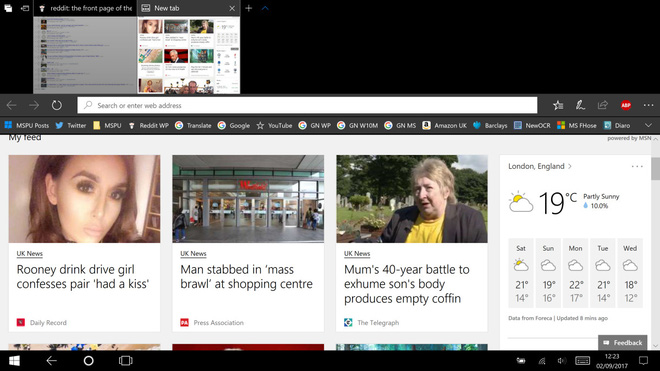 reddit: the front page of the
New tab
Search or enter web address
ABP
MSPU Posts
Twitter
MSPU
Reddit WP
Translate
Google
YouTube
GN WP
GN W10M
GN MS
Amazon UK
Barclays
NewOCR
MS FHose
Diaro
My feed
powered by MSN
UK News
Rooney drink drive girl
confesses pair 'had a kiss'
Daily Record
UK News
Man stabbed in 'mass
brawl' at shopping centre
PA
Press Association
UK News
Mum's 40-year battle to
exhume son's body
produces empty coffin
The Telegraph
London, England
19°C
Partly Sunny
10.0%
Sat
Sun
Mon
Tue
Wed
21°
19°
22°
21°
18°
14°
16°
17°
14°
12°
Data from Foreca | Updated 8 mins ago
Feedback
12:23
02/09/2017